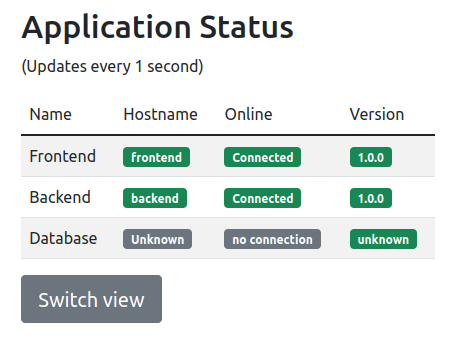 Application Status
(Updates every 1 second)
Name Hostname Online Version
Frontend frontend Connected 1.0.0
Backend backend Connected 1.0.0
Database Unknown no connection unknown
Switch view